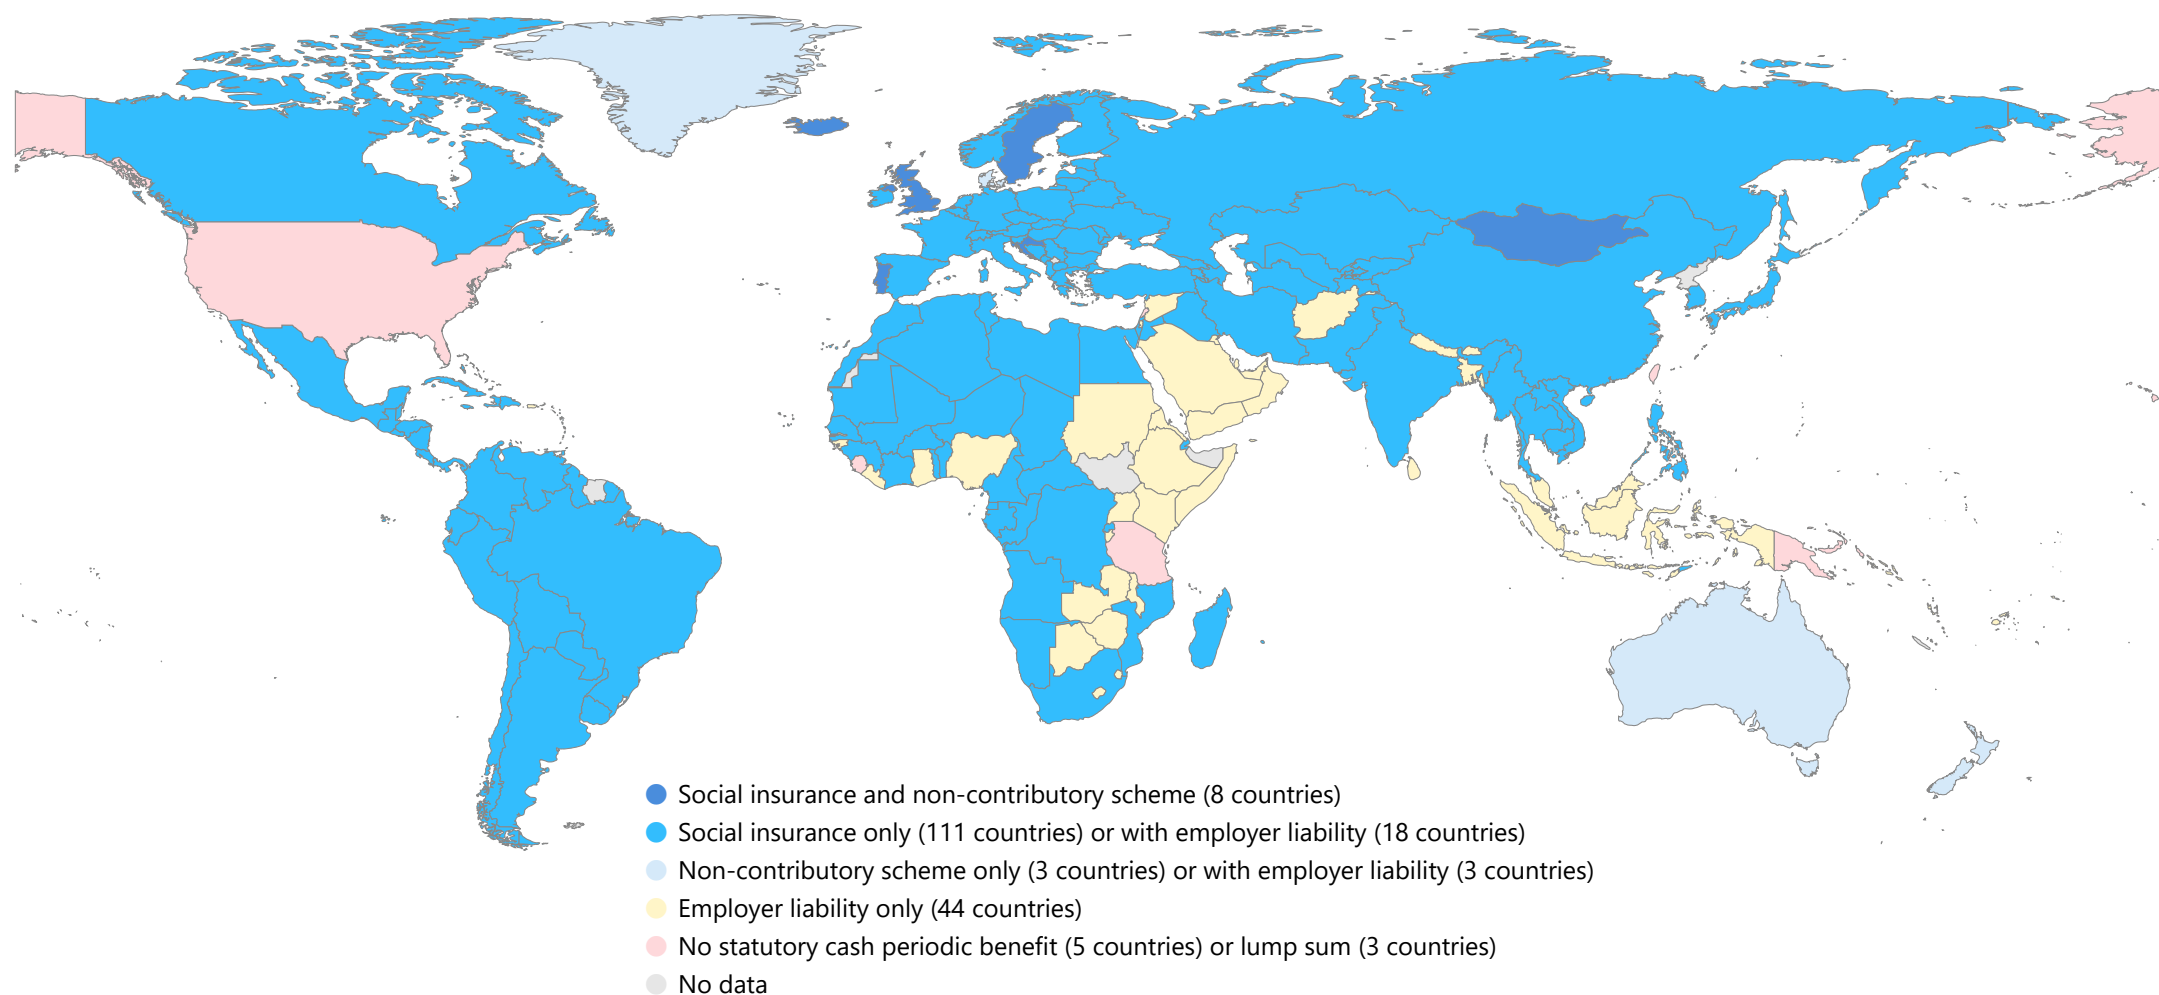 Social insurance and non-contributory scheme (8 countries)
Social insurance only (111 countries) or with employer liability (18 countries)
Non-contributory scheme only (3 countries) or with employer liability (3 countries)
Employer liability only (44 countries)
No statutory cash periodic benefit (5 countries) or lump sum (3 countries)
No data